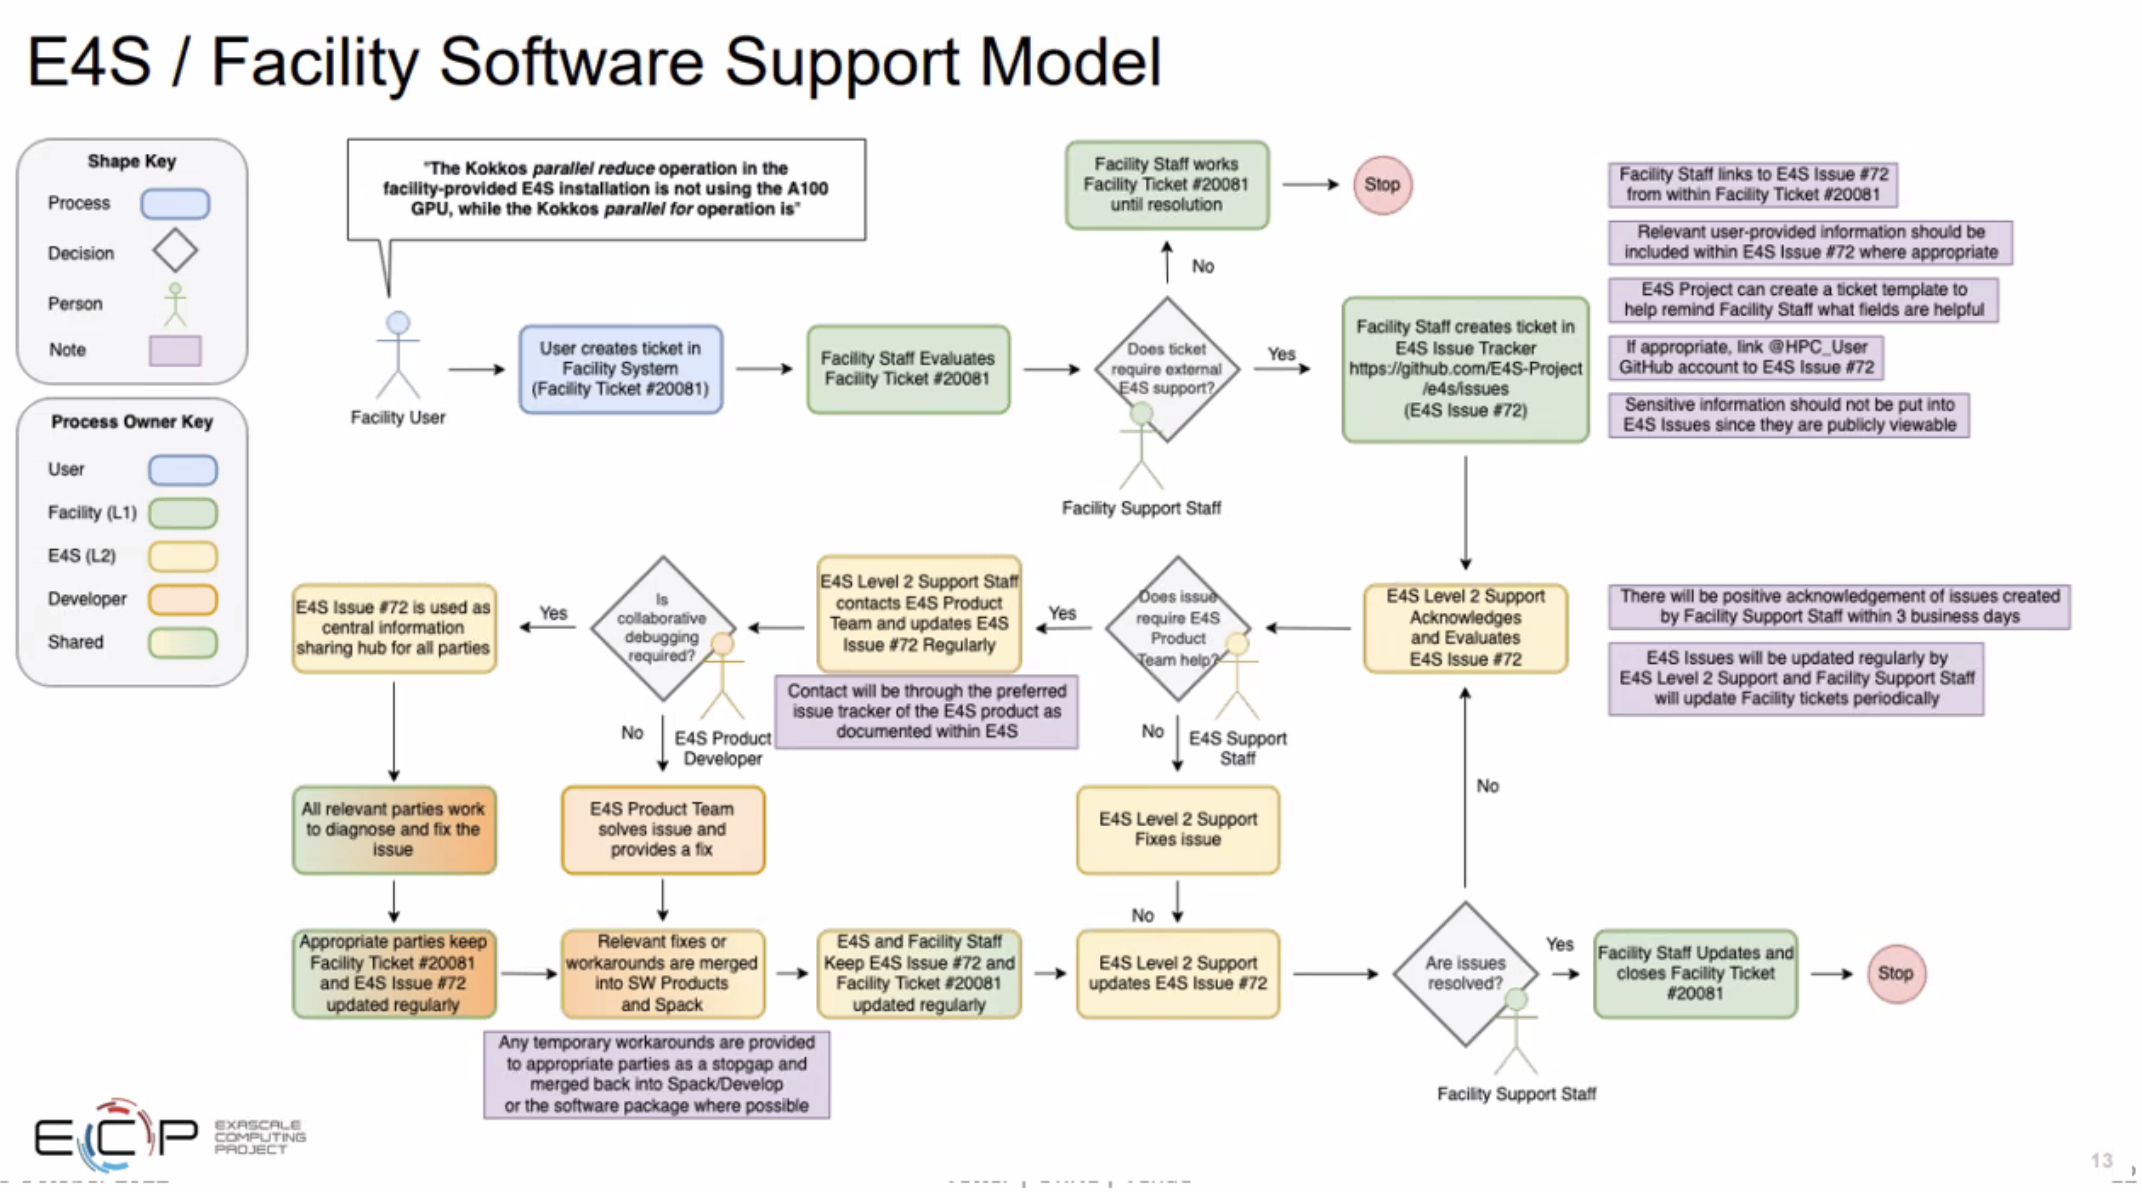 E4S / Facility Software Support Model
Shape Key
Process
Decision
Person
Note
Process Owner Key
User
Facility (L1)
E4S (L2)
Developer
Shared
"The Kokkos parallel reduce operation in the
facility-provided E4S installation is not using the A100
GPU, while the Kokkos parallel for operation is"
Facility User
User creates ticket in
Facility System
(Facility Ticket #20081)
Facility Staff Evaluates
Facility Ticket #20081
Does ticket
require external
E4S support?
Facility Support Staff
No
Facility Staff works
Facility Ticket #20081
until resolution
Stop
Yes
Facility Staff creates ticket in
E4S Issue Tracker
https://github.com/E4S-Project
/e4s/issues
(E4S Issue #72)
Facility Staff links to E4S Issue #72
from within Facility Ticket #20081
Relevant user-provided information should be
included within E4S Issue #72 where appropriate
E4S Project can create a ticket template to
help remind Facility Staff what fields are helpful
If appropriate, link @HPC_User
GitHub account to E4S Issue #72
Sensitive information should not be put into
E4S Issues since they are publicly viewable
E4S Level 2 Support
Acknowledges
and Evaluates
E4S Issue #72
There will be positive acknowledgement of issues created
by Facility Support Staff within 3 business days
E4S Issues will be updated regularly by
E4S Level 2 Support and Facility Support Staff
will update Facility tickets periodically
Does issue
require E4S
Product
Team help?
E4S Support
Staff
Yes
E4S Level 2 Support Staff
contacts E4S Product
Team and updates E4S
Issue #72 Regularly
Contact will be through the preferred
issue tracker of the E4S product as
documented within E4S
Is
collaborative
debugging
required?
E4S Product
Developer
Yes
E4S Issue #72 is used as
central information
sharing hub for all parties
All relevant parties work
to diagnose and fix the
issue
Appropriate parties keep
Facility Ticket #20081
and E4S Issue #72
updated regularly
No
E4S Product Team
solves issue and
provides a fix
Relevant fixes or
workarounds are merged
into SW Products
and Spack
Any temporary workarounds are provided
to appropriate parties as a stopgap and
merged back into Spack/Develop
or the software package where possible
E4S and Facility Staff
Keep E4S Issue #72 and
Facility Ticket #20081
updated regularly
No
E4S Level 2 Support
Fixes issue
No
E4S Level 2 Support
updates E4S Issue #72
Are issues
resolved?
Facility Support Staff
No
Yes
Facility Staff Updates and
closes Facility Ticket
#20081
Stop
ECP
EXASCALE
COMPUTING
PROJECT
13